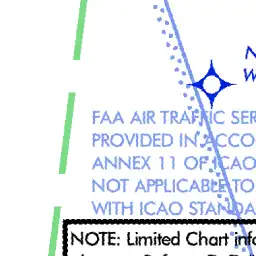 FAA AIR TRAFFIC SER
PROVIDED IN ACCO
ANNEX 11 OF ICAO
NOT APPLICABLE TO
WITH ICAO STANDA
NOTE: Limited Chart info